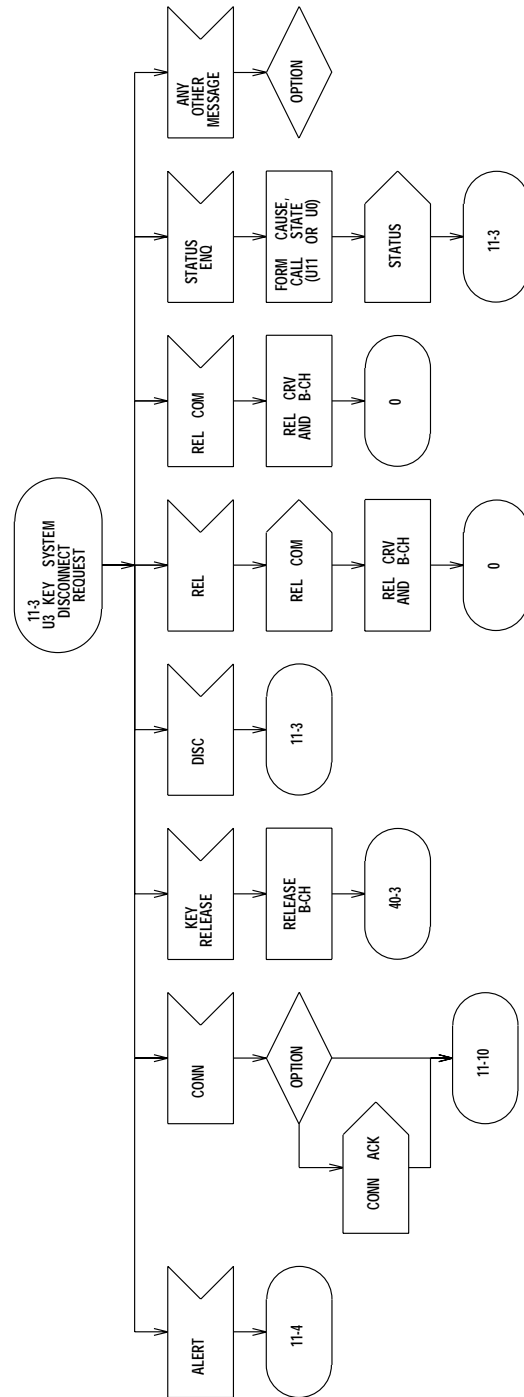 11-3
U3 KEY SYSTEM
DISCONNECT
REQUEST
ALERT
11-4
CONN
OPTION
CONN ACK
11-10
KEY
RELEASE
RELEASE
B-CH
40-3
DISC
11-3
REL
REL COM
REL CRV
AND B-CH
0
REL COM
REL CRV
AND B-CH
0
STATUS
ENQ
FORM CAUSE,
CALL STATE
(U11 OR U0)
STATUS
11-3
ANY
OTHER
MESSAGE
OPTION